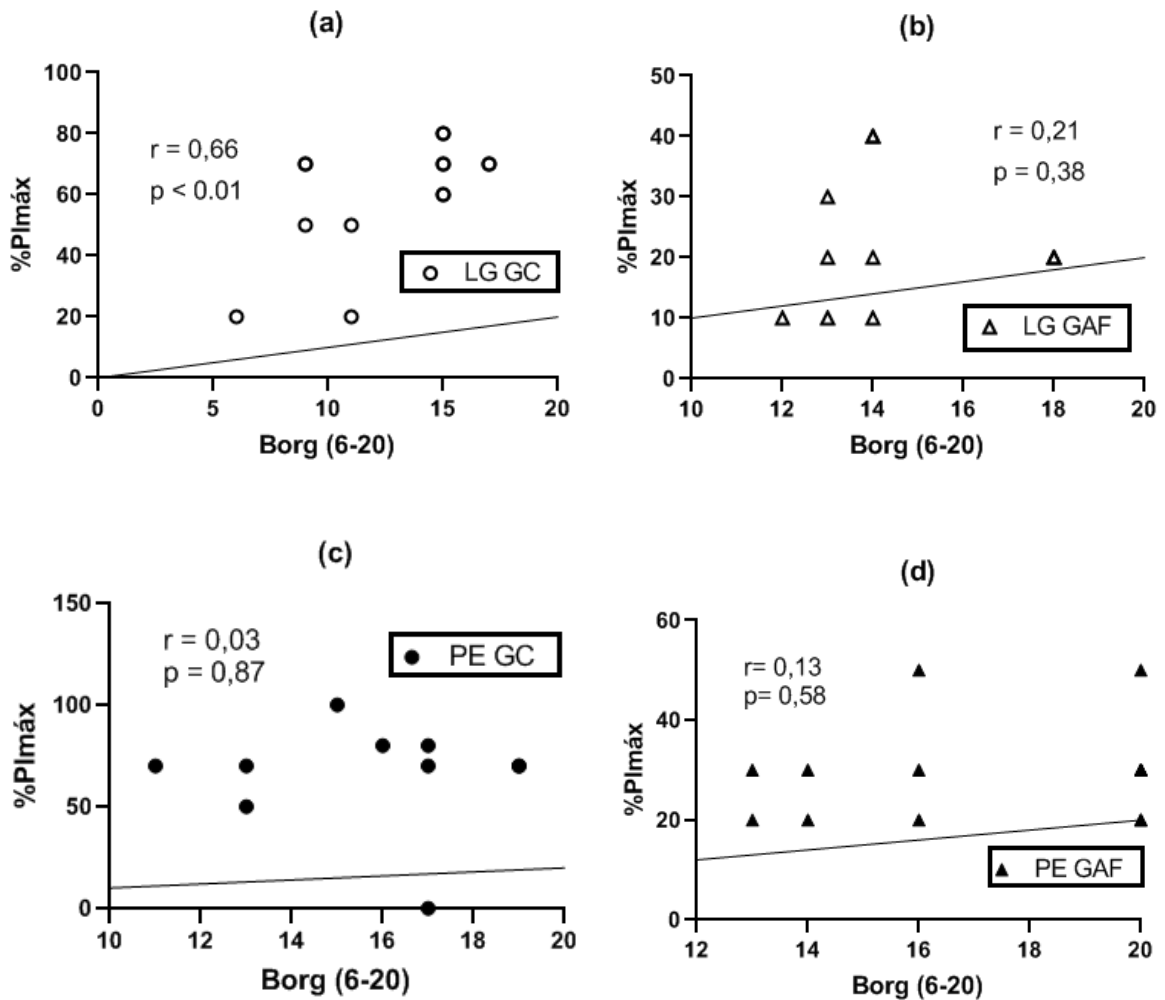 (a)
100
80
60
40
20
0
%PImáx
r = 0,66
p < 0.01
LG GC
0
5
10
15
20
Borg (6-20)
(b)
50
40
30
20
10
0
%PImáx
r = 0,21
p = 0,38
LG GAF
10
12
14
16
18
20
Borg (6-20)
(c)
150
100
50
0
%PImáx
r = 0,03
p = 0,87
PE GC
10
12
14
16
18
20
Borg (6-20)
(d)
60
40
20
0
%PImáx
r= 0,13
p= 0,58
PE GAF
12
14
16
18
20
Borg (6-20)